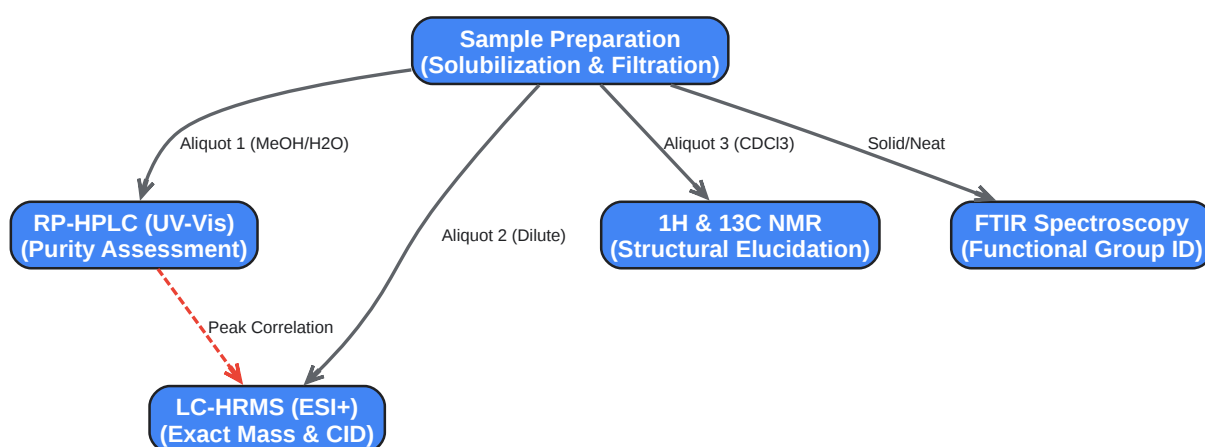 Sample Preparation
(Solubilization & Filtration)
Aliquot 1 (MeOH/H2O)
Aliquot 3 (CDCl3)
Solid/Neat
RP-HPLC (UV-Vis)
(Purity Assessment)
Aliquot 2 (Dilute)
1H & 13C NMR
(Structural Elucidation)
FTIR Spectroscopy
(Functional Group ID)
Peak Correlation
LC-HRMS (ESI+)
(Exact Mass & CID)